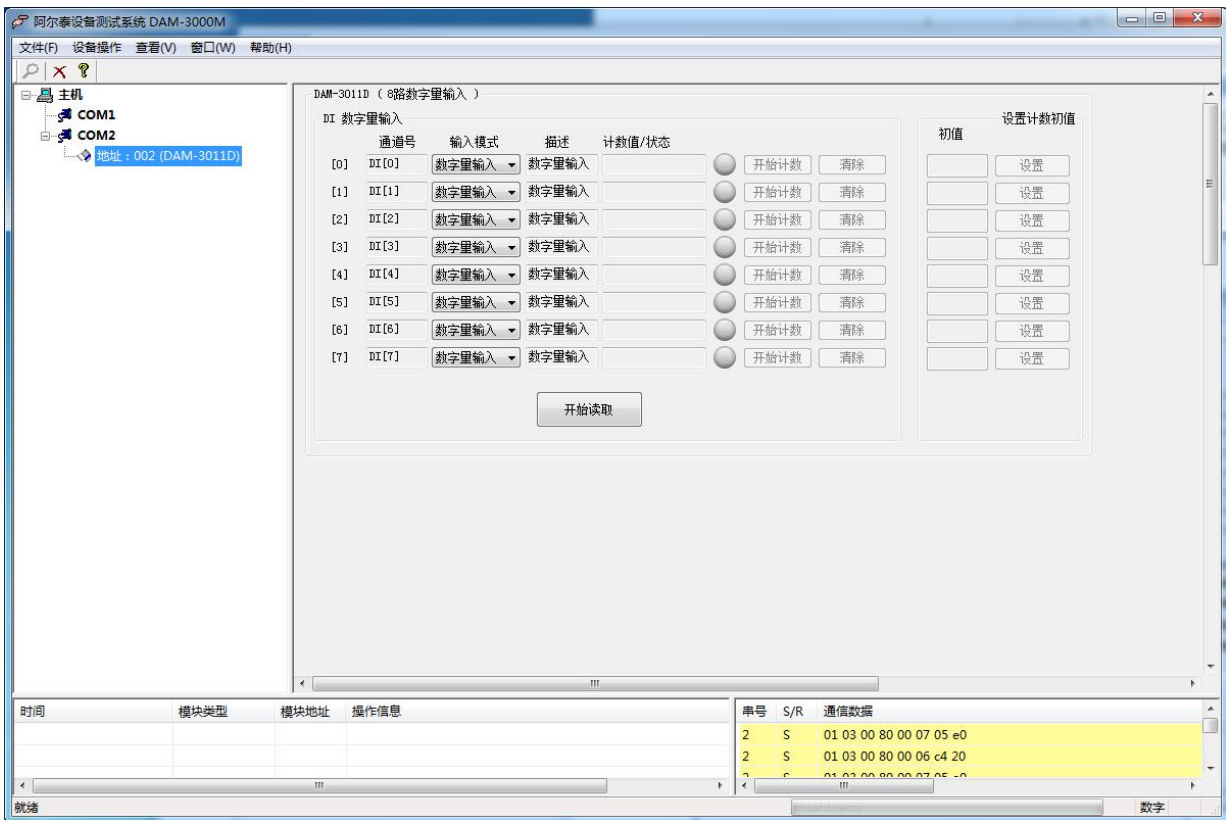 阿尔泰设备测试系统 DAM-3000M
文件(F) 设备操作 查看(V) 窗口(W) 帮助(H)
主机
COM1
COM2
地址：002 (DAM-3011D)
DAM-3011D ( 8路数字量输入 )
DI 数字量输入
设置计数初值
通道号 输入模式 描述 计数值/状态 初值
[0] DI[0] 数字量输入 数字量输入 开始计数 清除 设置
[1] DI[1] 数字量输入 数字量输入 开始计数 清除 设置
[2] DI[2] 数字量输入 数字量输入 开始计数 清除 设置
[3] DI[3] 数字量输入 数字量输入 开始计数 清除 设置
[4] DI[4] 数字量输入 数字量输入 开始计数 清除 设置
[5] DI[5] 数字量输入 数字量输入 开始计数 清除 设置
[6] DI[6] 数字量输入 数字量输入 开始计数 清除 设置
[7] DI[7] 数字量输入 数字量输入 开始计数 清除 设置
开始读取
时间 模块类型 模块地址 操作信息
串号 S/R 通信数据
2 S 01 03 00 80 00 07 05 e0
2 S 01 03 00 80 00 06 c4 20
2 S 01 03 00 80 00 07 05 e0
就绪
数字